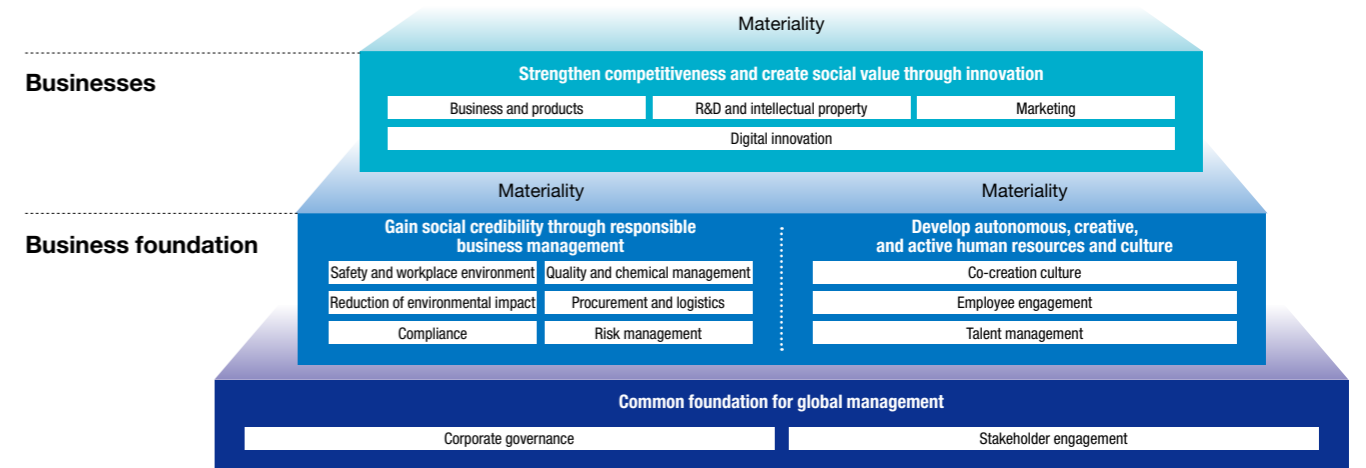 Materiality
Businesses
Strengthen competitiveness and create social value through innovation
Business and products
R&D and intellectual property
Marketing
Digital innovation
Materiality
Materiality
Business foundation
Gain social credibility through responsible
business management
Safety and workplace environment
Quality and chemical management
Reduction of environmental impact
Procurement and logistics
Compliance
Risk management
Develop autonomous, creative,
and active human resources and culture
Co-creation culture
Employee engagement
Talent management
Common foundation for global management
Corporate governance
Stakeholder engagement